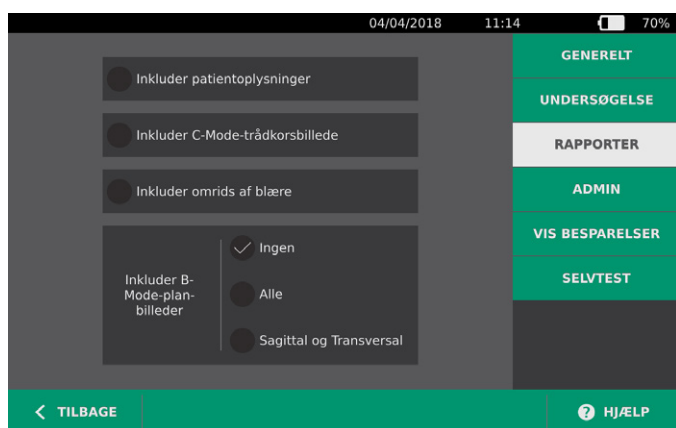 04/04/2018 11:14 70%
Inkluder patientoplysninger
Inkluder C-Mode-trådkorsbillede
Inkluder omrids af blære
Inkluder B-
Mode-plan-
billeder
Ingen
Alle
Sagittal og Transversal
GENERELT
UNDERSØGELSE
RAPPORTER
ADMIN
VIS BESPARELSER
SELVTEST
TILBAGE
? HJÆLP